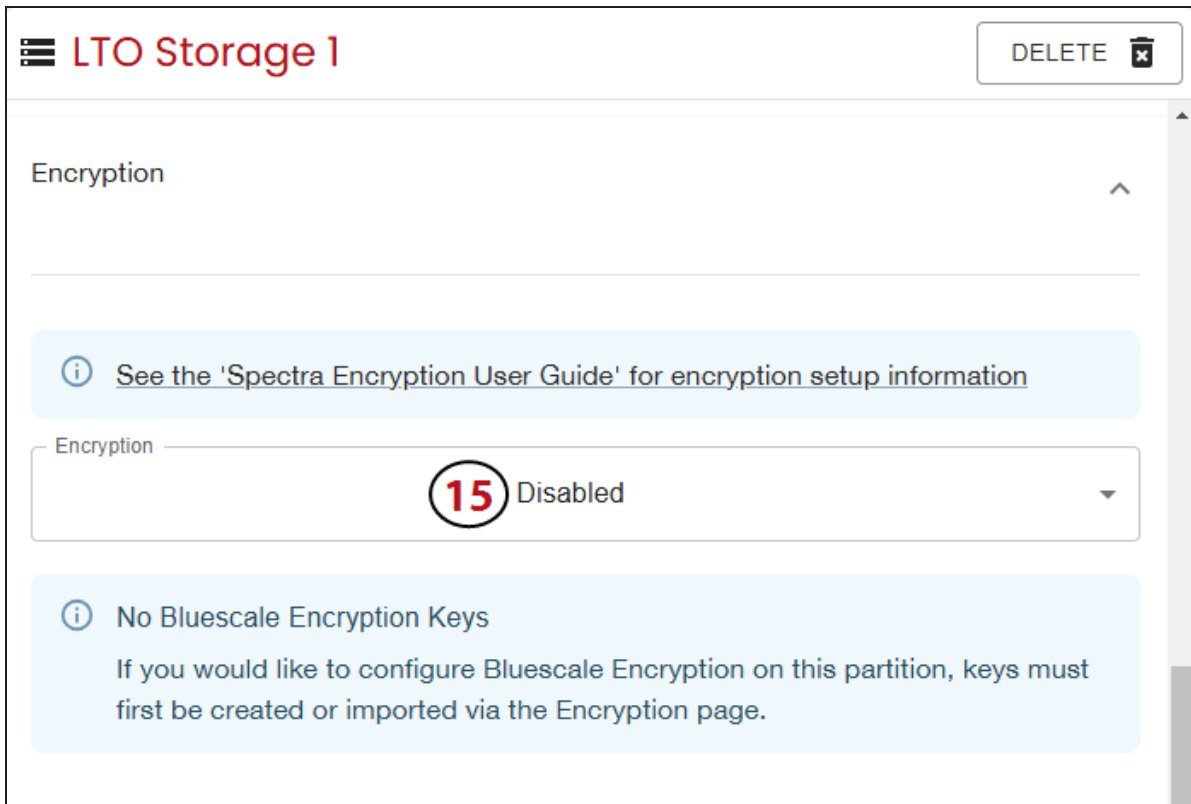 LTO Storage 1
DELETE
Encryption
See the 'Spectra Encryption User Guide' for encryption setup information
Encryption
15 Disabled
No Bluescale Encryption Keys
If you would like to configure Bluescale Encryption on this partition, keys must
first be created or imported via the Encryption page.